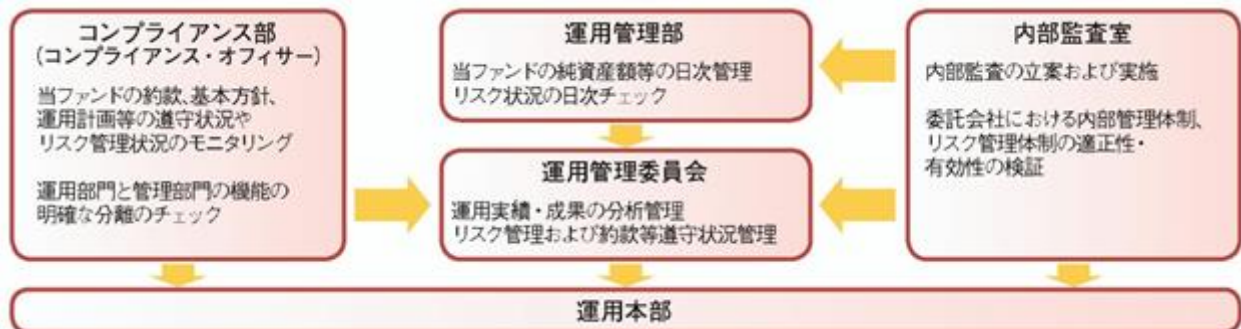 コンプライアンス部
(コンプライアンス・オフィサー)
当ファンドの約款、基本方針、
運用計画等の遵守状況や
リスク管理状況のモニタリング
運用部門と管理部門の機能の
明確な分離のチェック
運用管理部
当ファンドの純資産額等の日次管理
リスク状況の日次チェック
運用管理委員会
運用実績・成果の分析管理
リスク管理および約款等遵守状況管理
内部監査室
内部監査の立案および実施
委託会社における内部管理体制、
リスク管理体制の適正性・
有効性の検証
運用本部